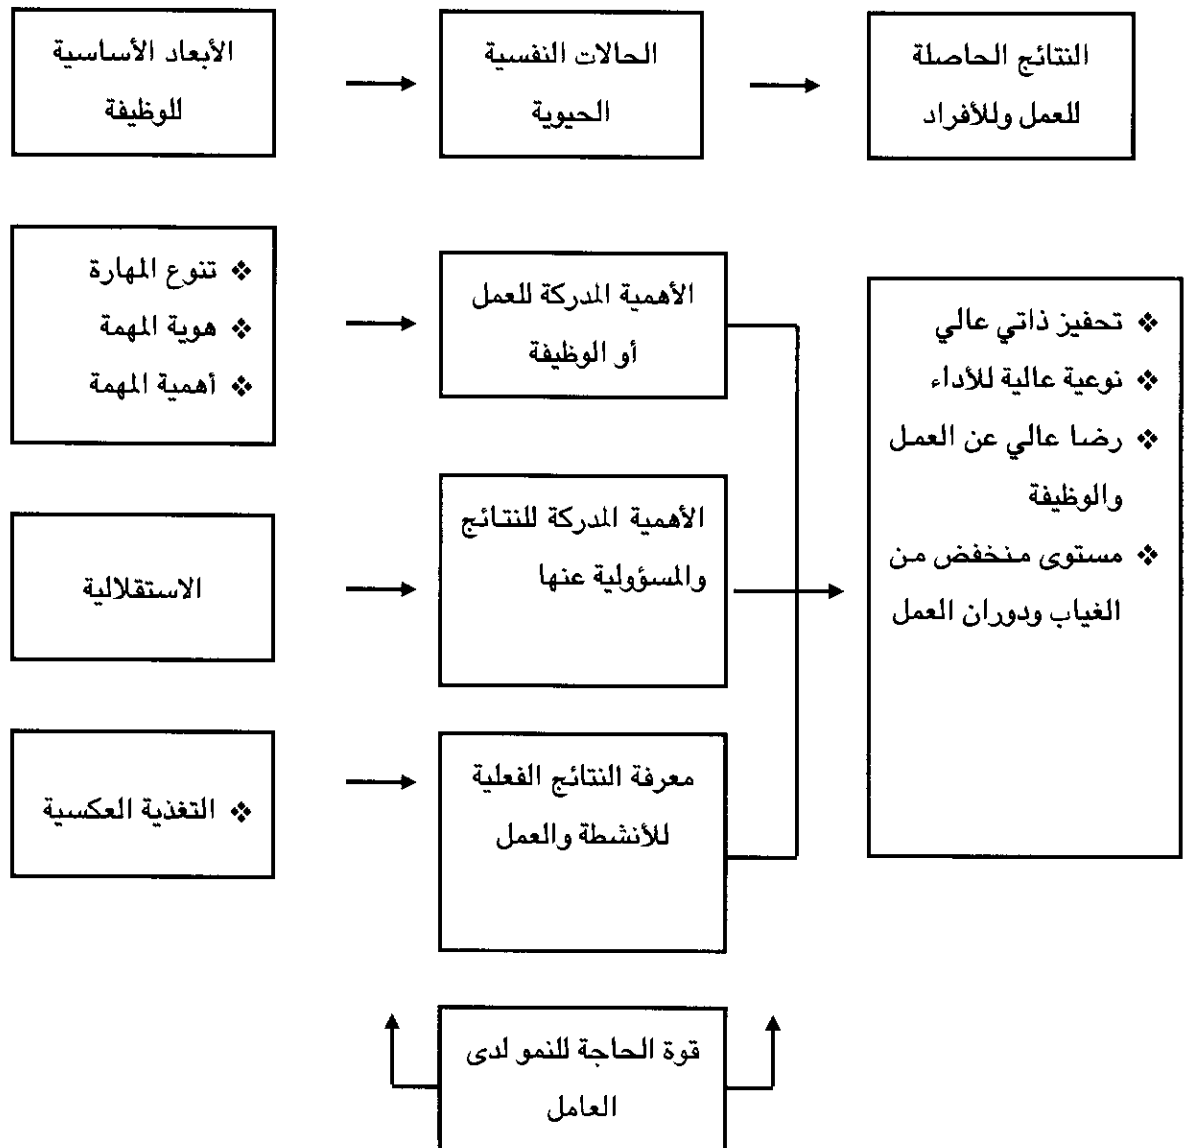 الأبعاد الأساسية
للوظيفة
الحالات النفسية
الحيوية
النتائج الحاصلة
للعمل وللأفراد
❖ تنوع المهارة
❖ هوية المهمة
❖ أهمية المهمة
الأهمية المدركة للعمل
أو الوظيفة
❖ تحفيز ذاتي عالي
❖ نوعية عالية للأداء
❖ رضا عالي عن العمل
والوظيفة
❖ مستوى منخفض من
الغياب ودوران العمل
الاستقلالية
الأهمية المدركة للنتائج
والمسؤولية عنها
❖ التغذية العكسية
معرفة النتائج الفعلية
للأنشطة والعمل
قوة الحاجة للنمو لدى
العامل